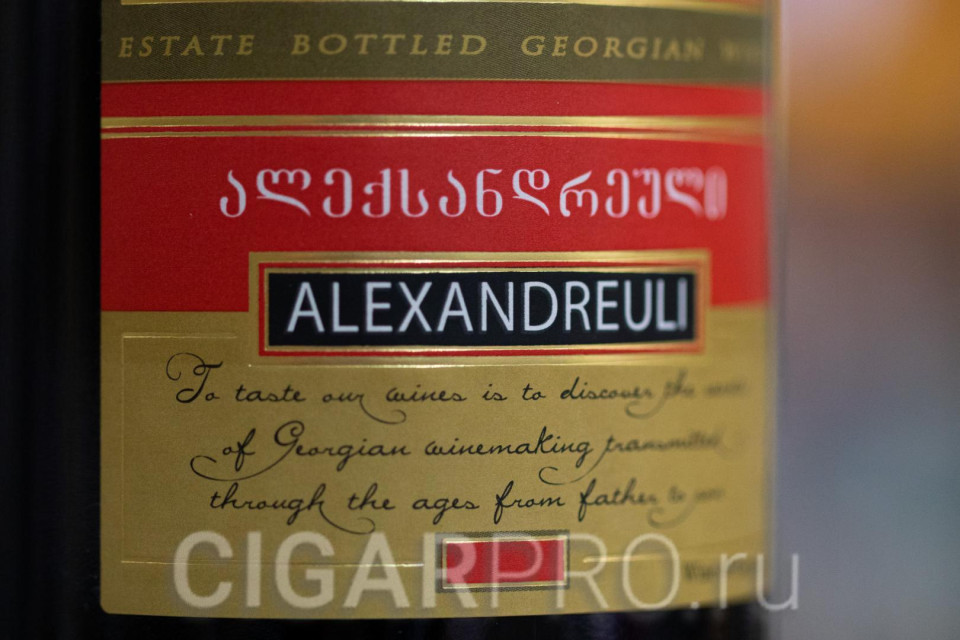 ESTATE BOTTLED GEORGIAN
ალექსანდრეული
ALEXANDREULI
To taste our wines is to discover the
of Georgian winemaking transmitted
through the ages from father to
CIGARPRO.ru